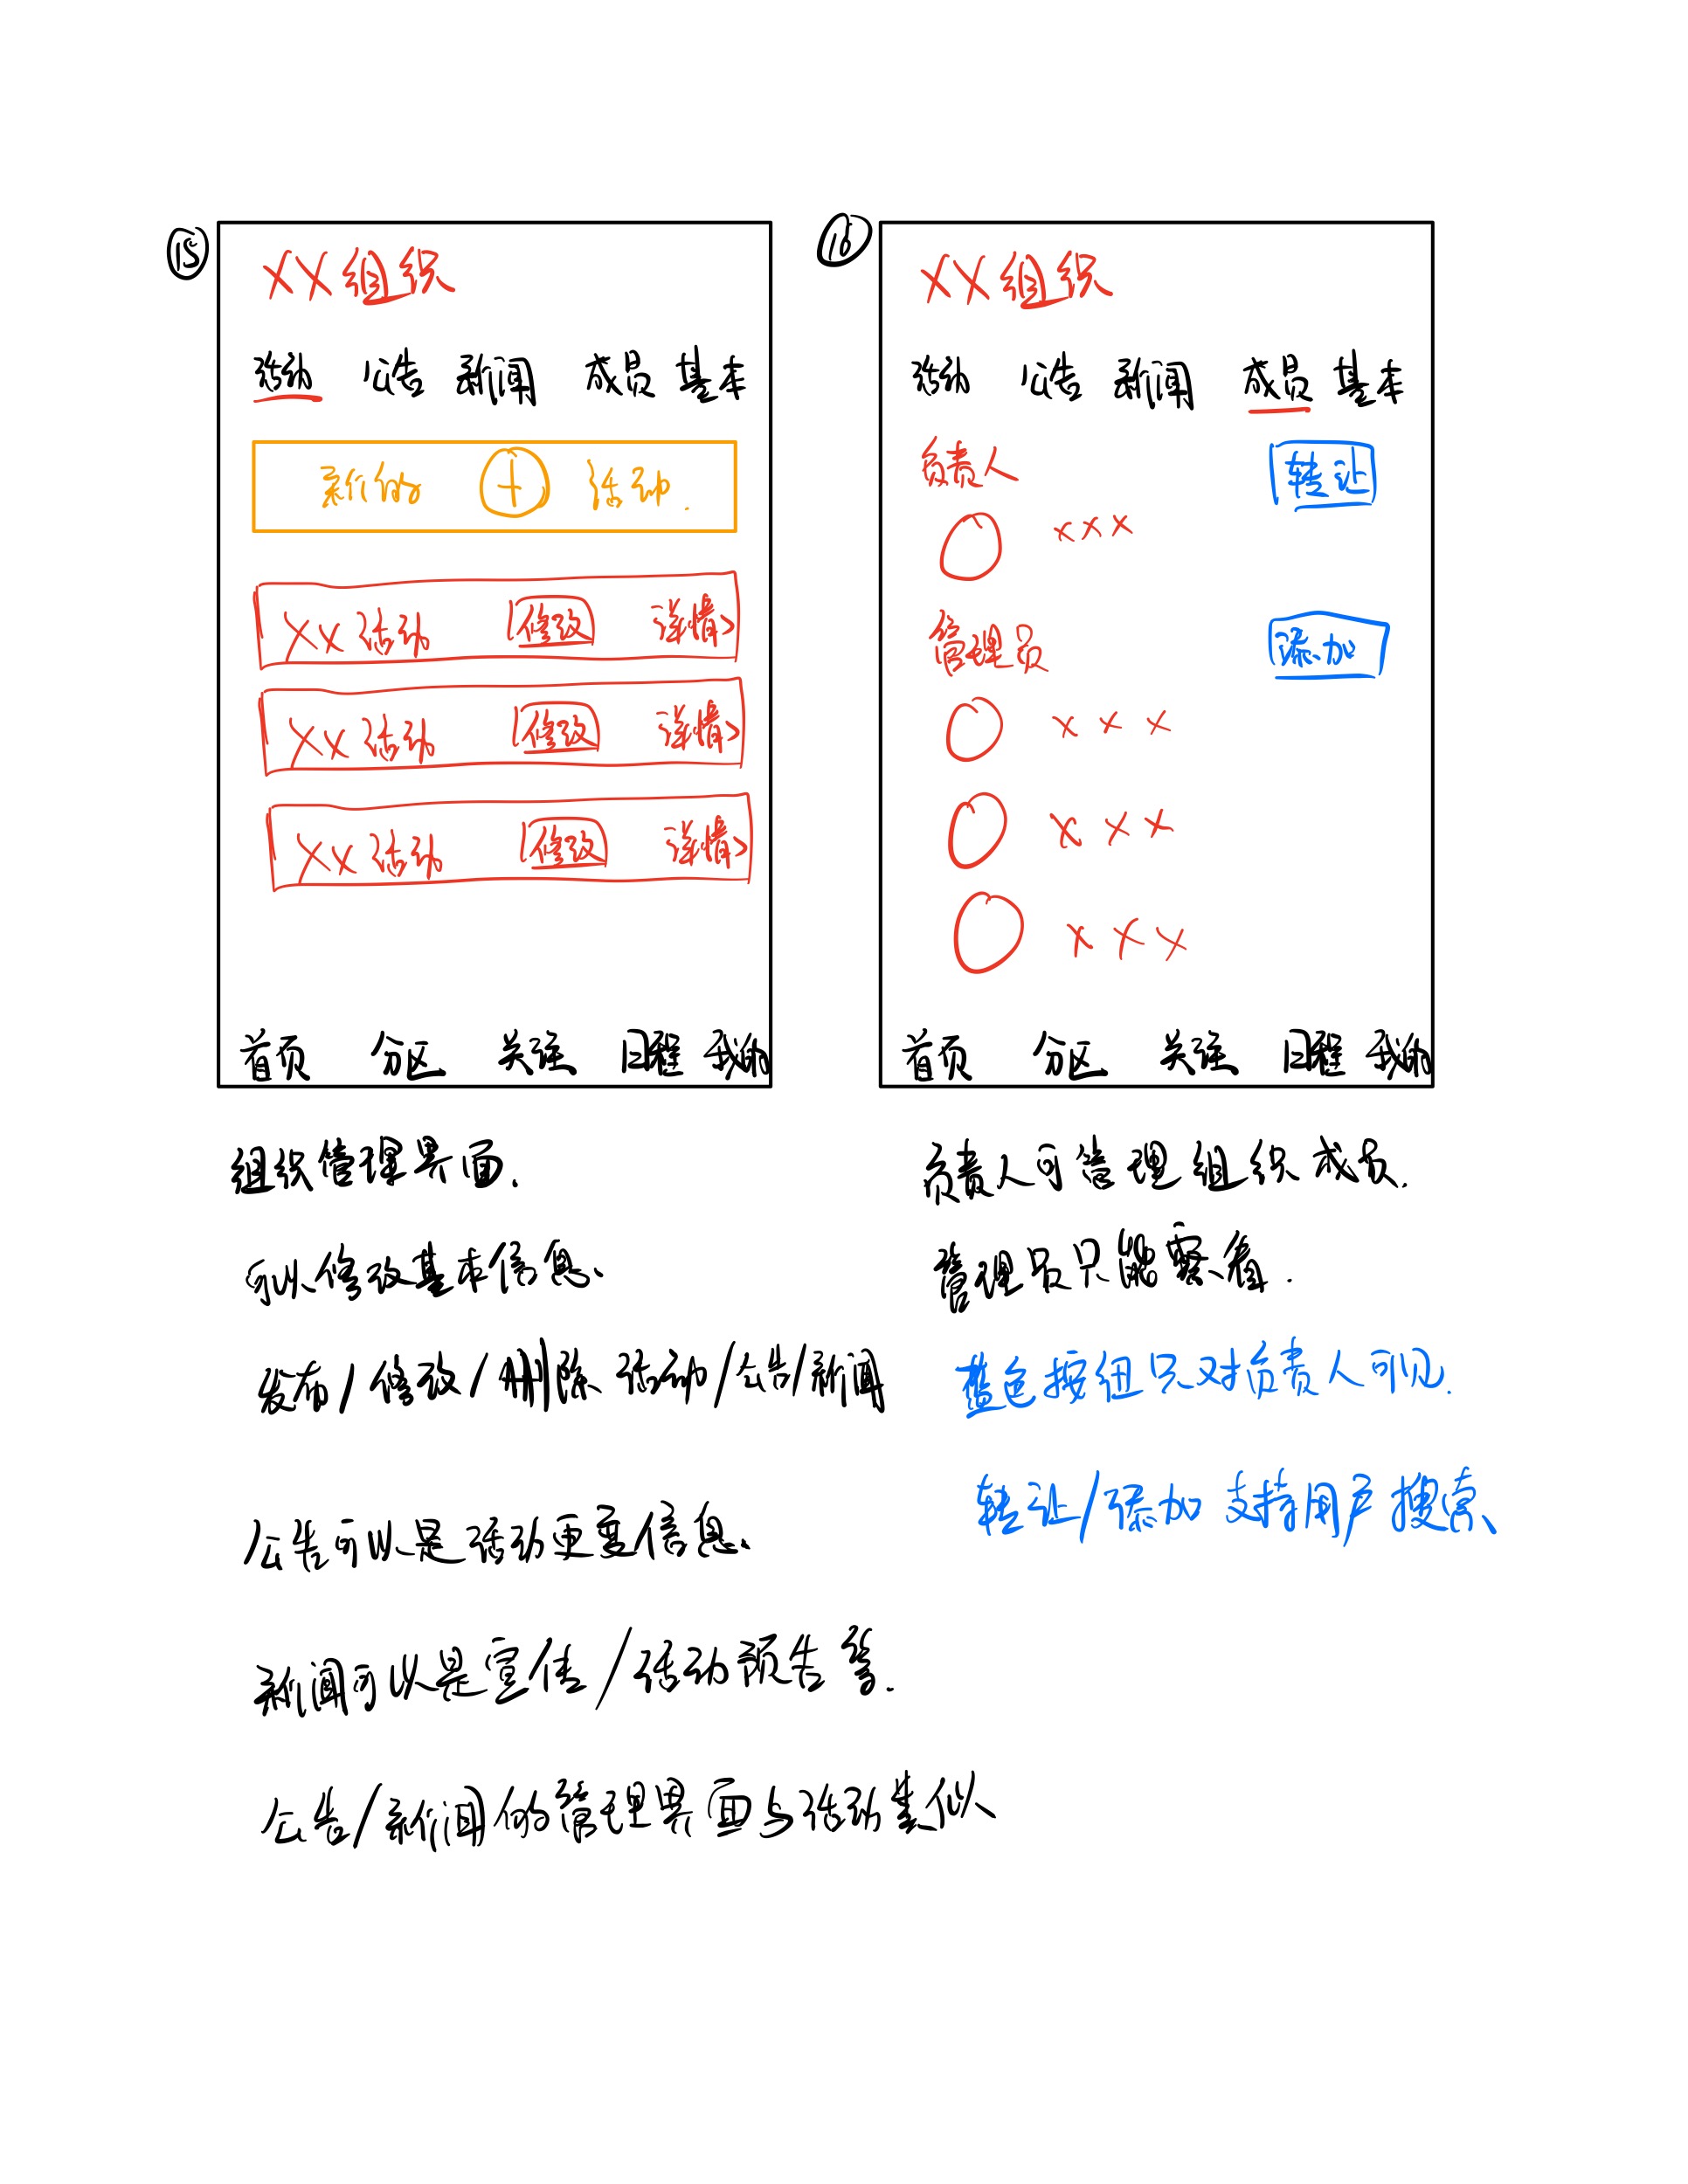 ⑮
XX组织
活动 公告 新闻 成员 基本
新的 + 活动.
XX活动 修改 详情>
XX活动 修改 详情>
XX活动 修改 详情>
首页 分区 关注 日程 我的
组织管理界面.
可以修改基本信息、
发布/修改/删除 活动/公告/新闻
公告可以是活动更变信息、
新闻可以是宣传/活动预告等.
公告/新闻的管理界面与活动类似
⑯
XX组织
活动 公告 新闻 成员 基本
负责人 转让
xxx
管理员 添加
xxx
xxx
xxx
首页 分区 关注 日程 我的
负责人可管理组织成员.
管理员只能察看.
蓝色按钮只对负责人可见.
转让/添加 支持用户搜索、